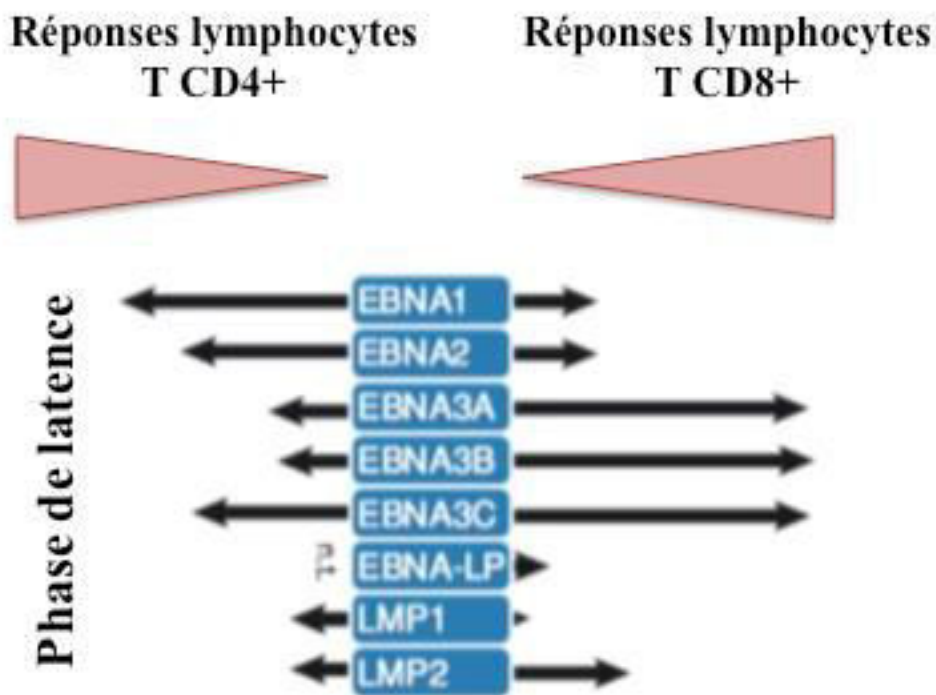 Réponses lymphocytes
T CD4+
Réponses lymphocytes
T CD8+
Phase de latence
EBNA1
EBNA2
EBNA3A
EBNA3B
EBNA3C
EBNA-LP
LMP1
LMP2